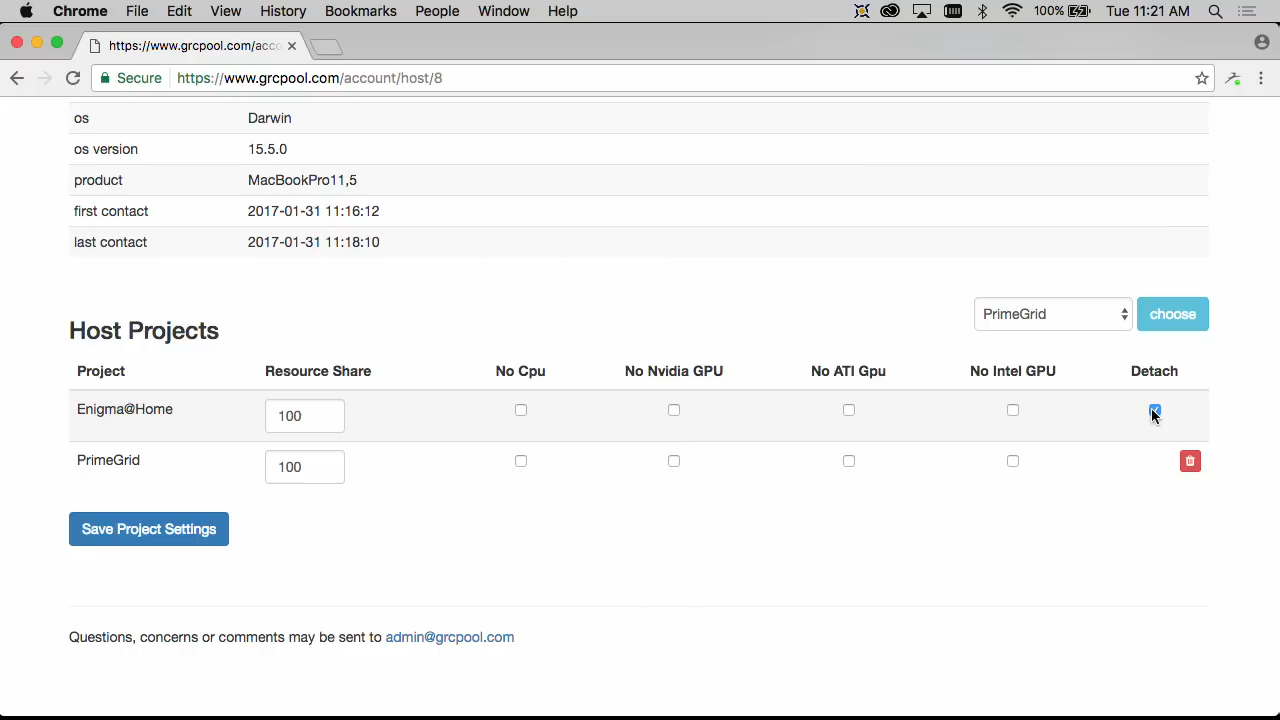 Chrome File Edit View History Bookmarks People Window Help 100% Tue 11:21 AM
https://www.grcpool.com/acco
Secure https://www.grcpool.com/account/host/8
os Darwin
os version 15.5.0
product MacBookPro11,5
first contact 2017-01-31 11:16:12
last contact 2017-01-31 11:18:10
Host Projects PrimeGrid choose
Project Resource Share No Cpu No Nvidia GPU No ATI Gpu No Intel GPU Detach
Enigma@Home 100
PrimeGrid 100
Save Project Settings
Questions, concerns or comments may be sent to admin@grcpool.com